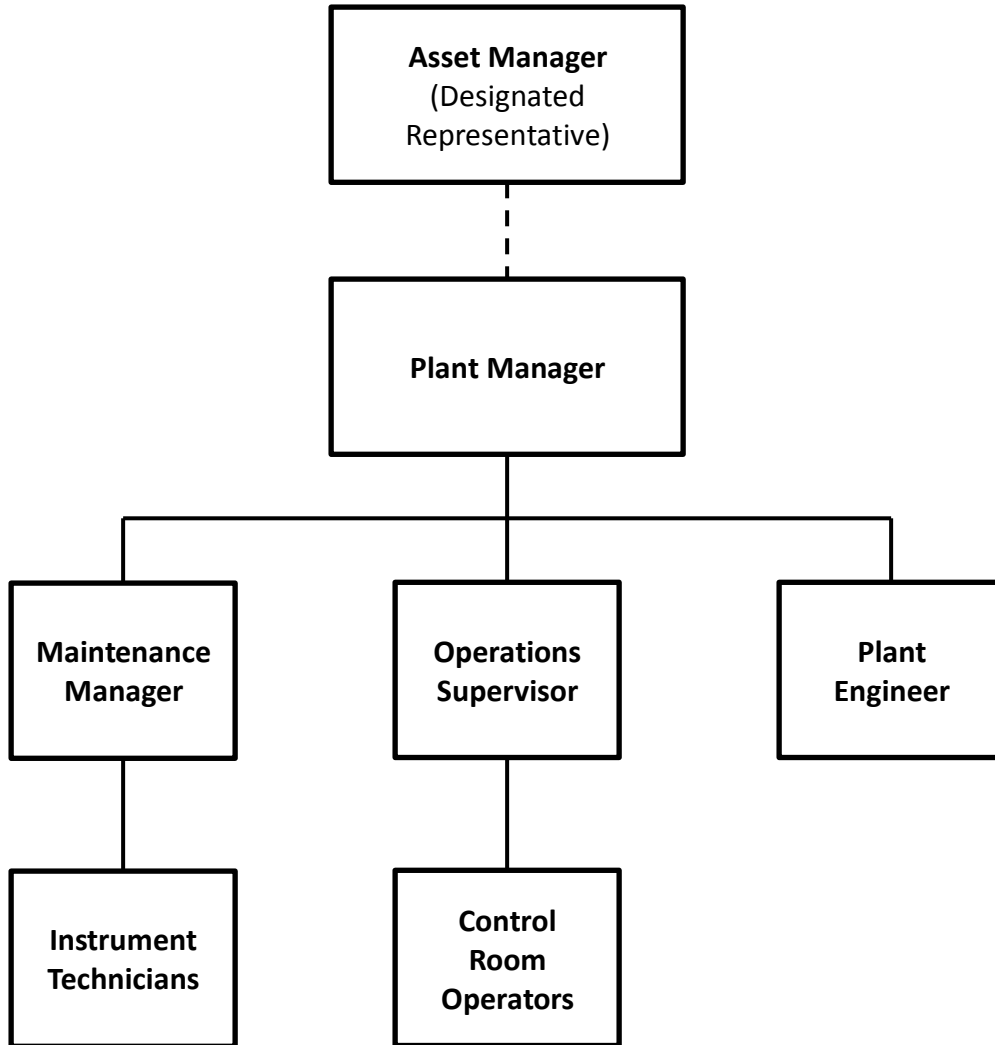 Asset Manager
(Designated
Representative)
Plant Manager
Maintenance
Manager
Operations
Supervisor
Plant
Engineer
Instrument
Technicians
Control
Room
Operators